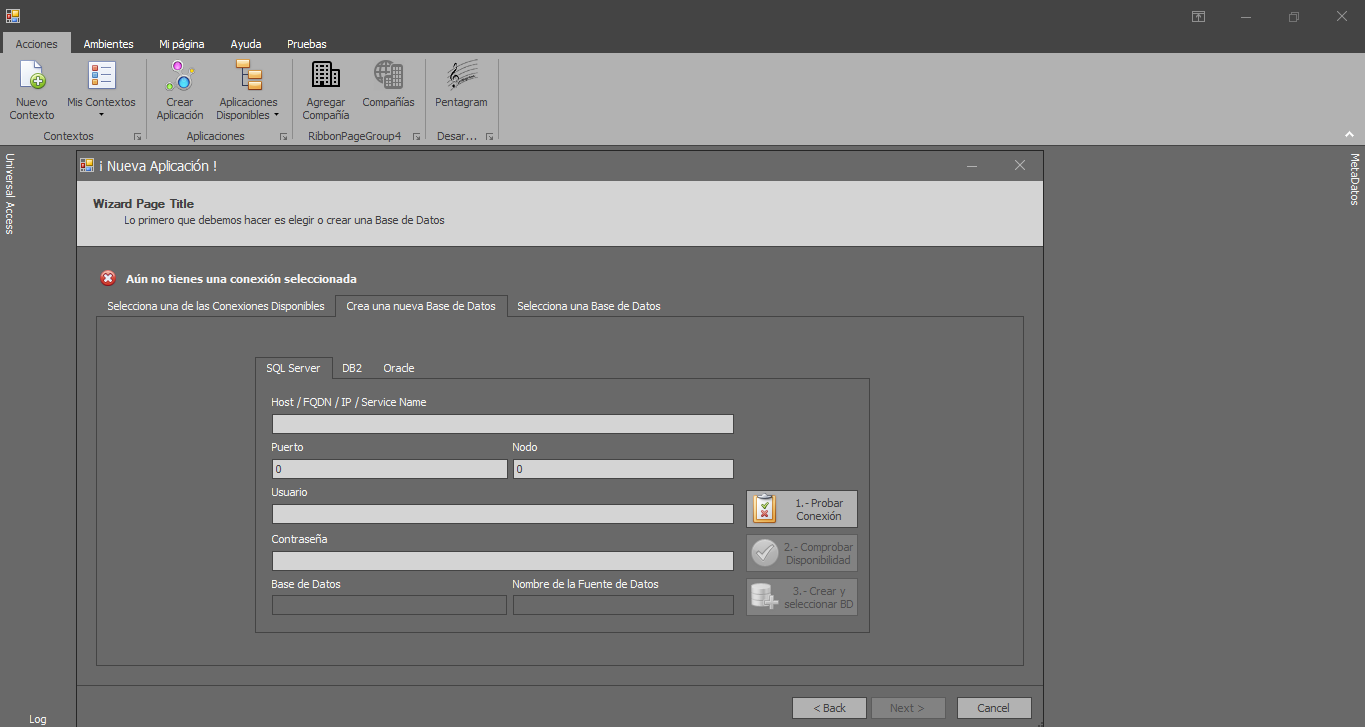 Acciones Ambientes Mi página Ayuda Pruebas
Nuevo Contexto
Mis Contextos
Crear Aplicación
Aplicaciones Disponibles
Agregar Compañía
Compañías
Pentagram
Contextos Aplicaciones RibbonPageGroup4 Desar...
Universal Access
MetaDatos
¡ Nueva Aplicación !
Wizard Page Title
Lo primero que debemos hacer es elegir o crear una Base de Datos
Aún no tienes una conexión seleccionada
Selecciona una de las Conexiones Disponibles Crea una nueva Base de Datos Selecciona una Base de Datos
SQL Server DB2 Oracle
Host / FQDN / IP / Service Name
Puerto Nodo
0 0
Usuario
1.- Probar
Conexión
Contraseña
2.- Comprobar
Disponibilidad
Base de Datos Nombre de la Fuente de Datos
3.- Crear y
seleccionar BD
< Back Next > Cancel
Log